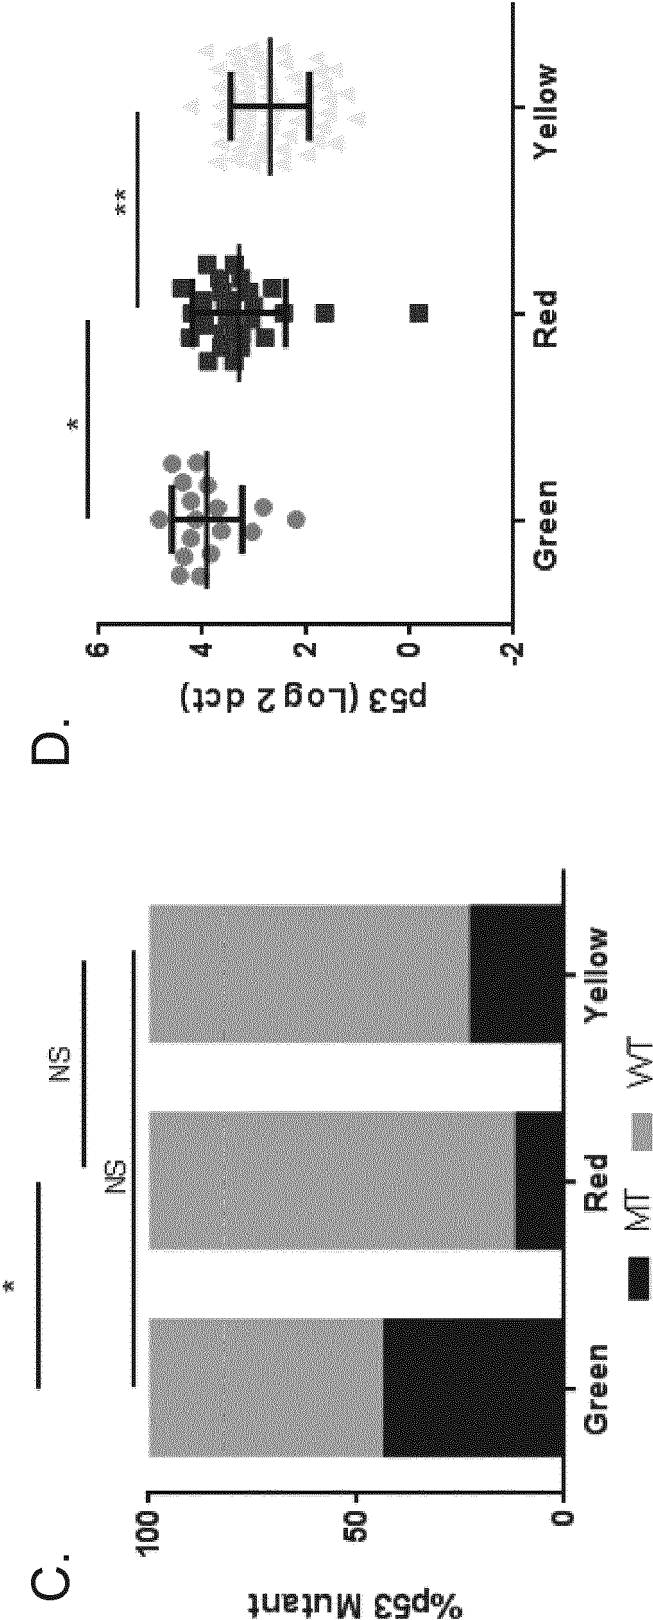 C.
*
NS
NS
%p53 Mutant
100
50
0
Green
Red
Yellow
MT
WT
D.
*
**
p53 (Log 2 dct)
6
4
2
0
-2
Green
Red
Yellow